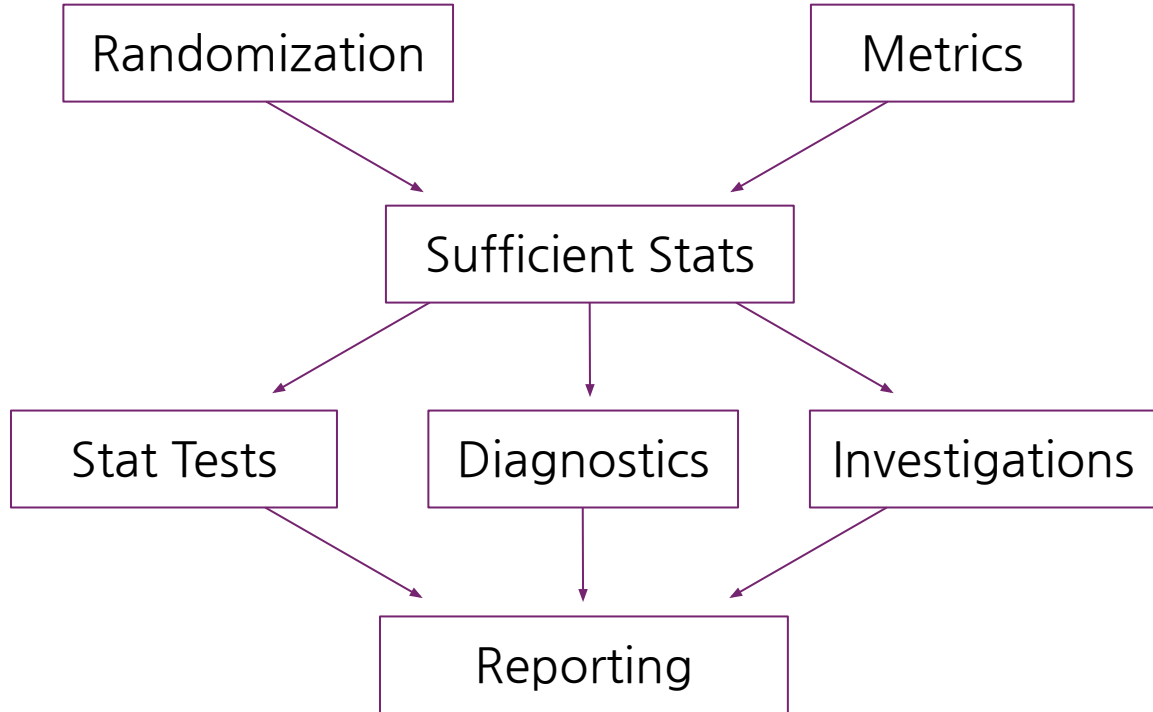 Randomization
Metrics
Sufficient Stats
Stat Tests
Diagnostics
Investigations
Reporting